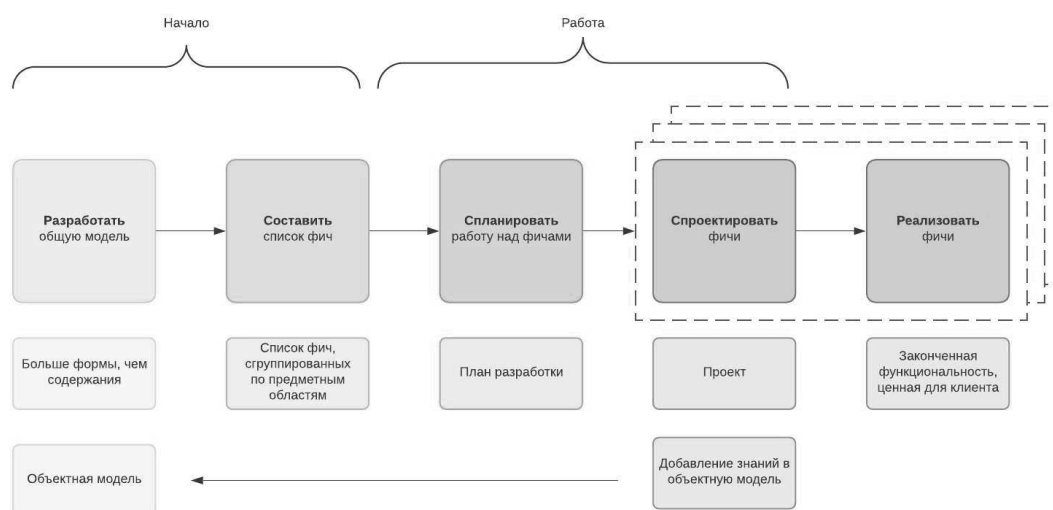 Начало
Работа
Разработать
общую модель
Составить
список фич
Спланировать
работу над фичами
Спроектировать
фичи
Реализовать
фичи
Больше формы, чем
содержания
Список фич,
сгруппированных
по предметным
областям
План разработки
Проект
Законченная
функциональность,
ценная для клиента
Объектная модель
Добавление знаний в
объектную модель